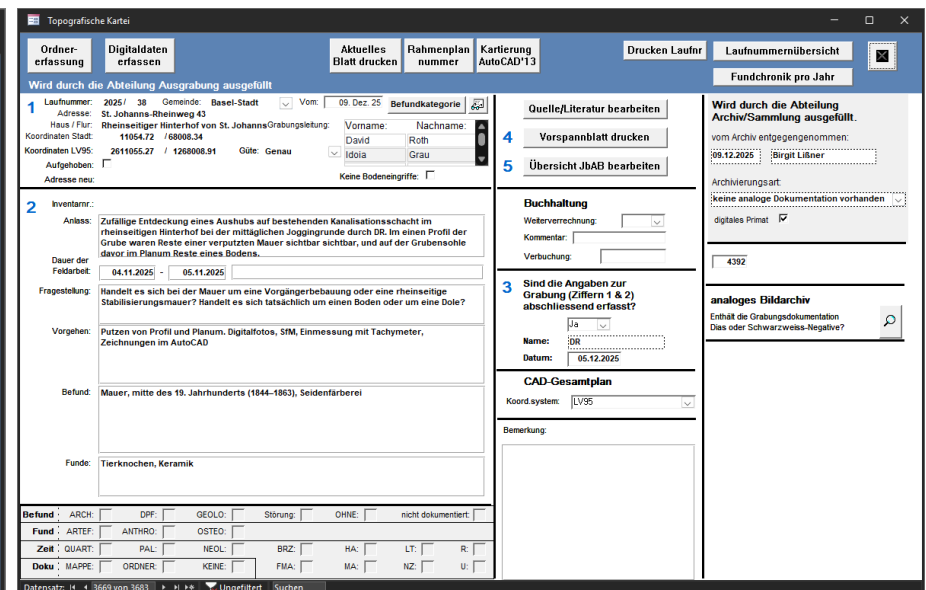 Topografische Kartei
Ordner-
erfassung
Digitaldaten
erfassen
Aktuelles
Blatt drucken
Rahmenplan
nummer
Kartierung
AutoCAD'13
Drucken Laufnr
Laufnummernübersicht
Fundchronik pro Jahr
Wird durch die Abteilung Ausgrabung ausgefüllt
1
Laufnummer: 2025/ 38 Gemeinde: Basel-Stadt Vom: 09. Dez. 25 Befundkategorie
Adresse: St. Johanns-Rheinweg 43
Haus / Flur: Rheinseitiger Hinterhof von St. Johanns Grabungsleitung: Vorname: Nachname:
Koordinaten Stadt: 11054.72 /68008.34 David Roth
Koordinaten LV95: 2611055.27 / 1268008.91 Güte: Genau Idoia Grau
Aufgehoben:
Adresse neu: Keine Bodeneingriffe:
2
Inventarnr.:
Anlass: Zufällige Entdeckung eines Aushubs auf bestehenden Kanalisationsschacht im
rheinseitigen Hinterhof bei der mittäglichen Joggingrunde durch DR. Im einen Profil der
Grube waren Reste einer verputzten Mauer sichtbar sichtbar, und auf der Grubensohle
davor im Planum Reste eines Bodens.
Dauer der
Feldarbeit: 04.11.2025 - 05.11.2025
Fragestellung: Handelt es sich bei der Mauer um eine Vorgängerbebauung oder eine rheinseitige
Stabilisierungsmauer? Handelt es sich tatsächlich um einen Boden oder um eine Dole?
Vorgehen: Putzen von Profil und Planum. Digitalfotos, SfM, Einmessung mit Tachymeter,
Zeichnungen im AutoCAD
Befund: Mauer, mitte des 19. Jahrhunderts (1844–1863), Seidenfärberei
Funde: Tierknochen, Keramik
Befund ARCH: DPF: GEOLO: Störung: OHNE: nicht dokumentiert:
Fund ARTEF: ANTHRO: OSTEO:
Zeit QUART: PAL: NEOL: BRZ: HA: LT: R:
Doku MAPPE: ORDNER: KEINE: FMA: MA: NZ: U:
Datensatz: 3669 von 3683 Ungefiltert Suchen
Quelle/Literatur bearbeiten
4 Vorspannblatt drucken
5 Übersicht JbAB bearbeiten
Buchhaltung
Weiterverrechnung:
Kommentar:
Verbuchung:
3 Sind die Angaben zur
Grabung (Ziffern 1 & 2)
abschliessend erfasst?
Ja
Name: DR
Datum: 05.12.2025
CAD-Gesamtplan
Koord.system: LV95
Bemerkung:
Wird durch die Abteilung
Archiv/Sammlung ausgefüllt.
vom Archiv entgegengenommen:
09.12.2025 Birgit Lißner
Archivierungsart:
keine analoge Dokumentation vorhanden
digitales Primat
4392
analoges Bildarchiv
Enthält die Grabungsdokumentation
Dias oder Schwarzweiss-Negative?